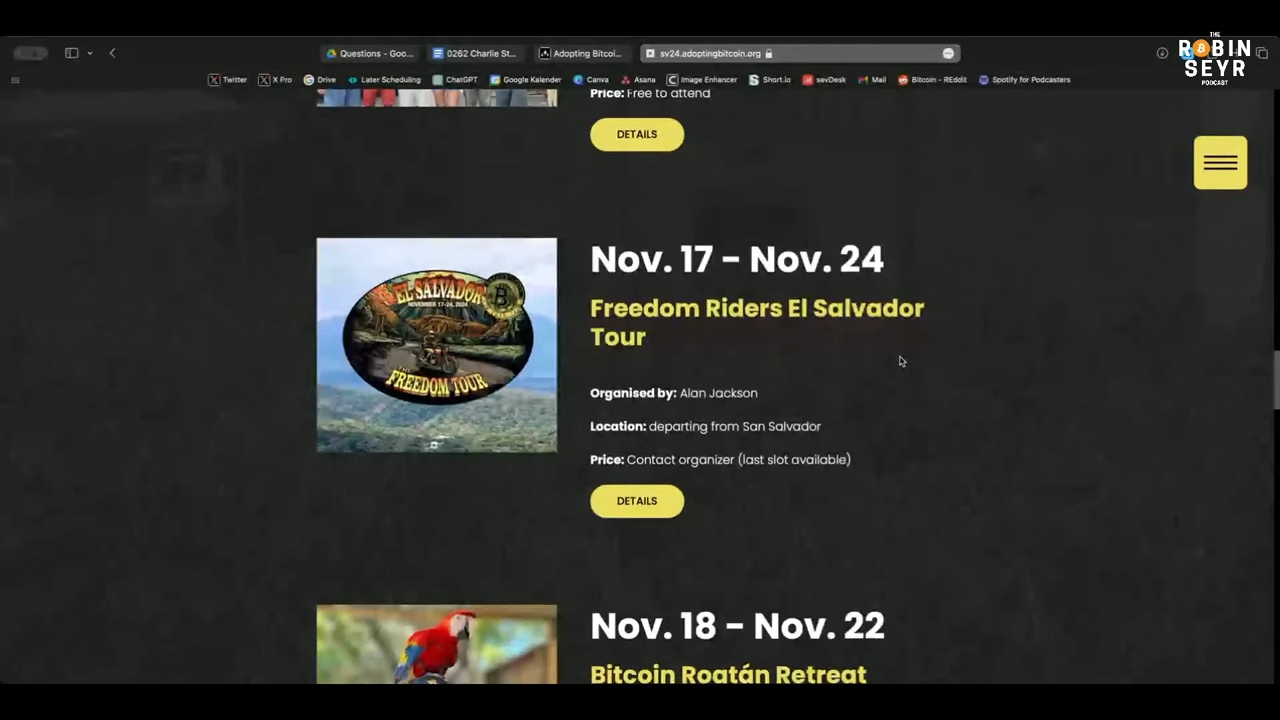 THE
ROBIN
SEYR
PODCAST
Questions - Goo...
0262 Charlie St...
Adopting Bitcoi...
sv24.adoptingbitcoin.org
Twitter
X Pro
Drive
Later Scheduling
ChatGPT
Google Kalender
Canva
Asana
Image Enhancer
Short.io
sevDesk
Mail
Bitcoin - REddit
Spotify for Podcasters
Price: Free to attend
DETAILS
EL SALVADOR
NOVEMBER 17-24, 2024
THE
FREEDOM TOUR
Nov. 17 - Nov. 24
Freedom Riders El Salvador
Tour
Organised by: Alan Jackson
Location: departing from San Salvador
Price: Contact organizer (last slot available)
DETAILS
Nov. 18 - Nov. 22
Bitcoin Roatán Retreat